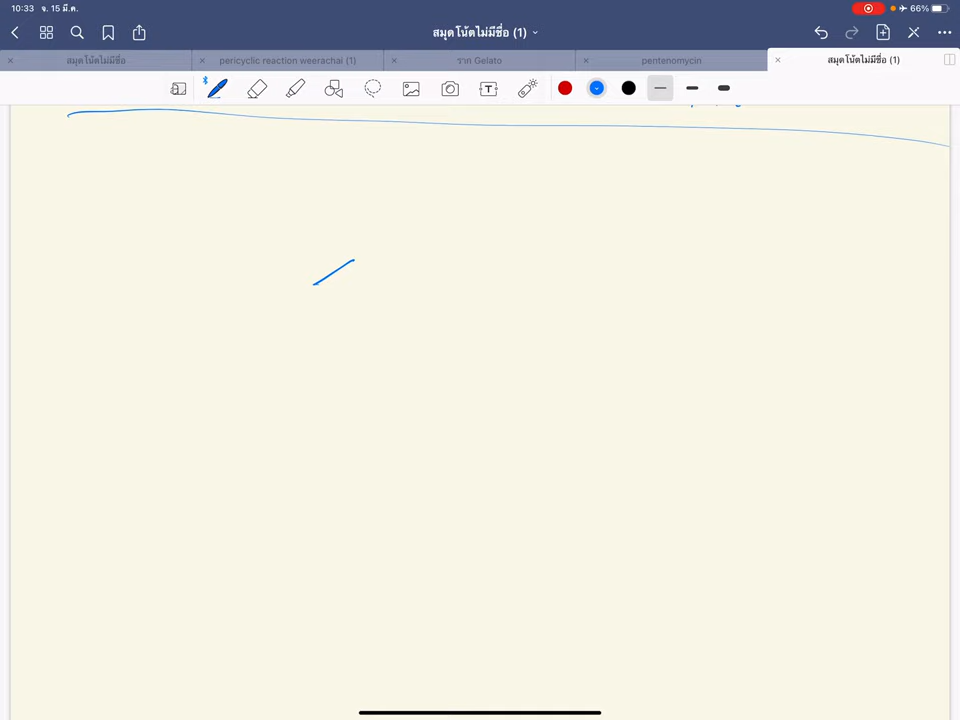 10:33 จ. 15 มี.ค. 66%
สมุดโน้ตไม่มีชื่อ (1)
สมุดโน้ตไม่มีชื่อ pericyclic reaction weerachai (1) ราก Gelato pentenomycin สมุดโน้ตไม่มีชื่อ (1)
T